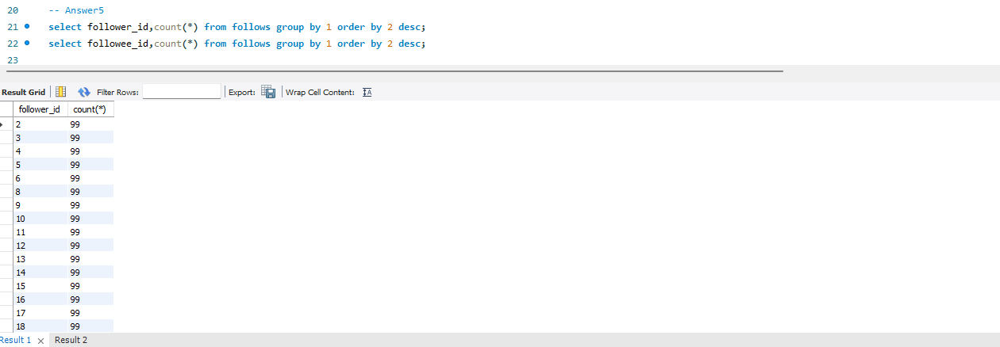 20 -- Answer5
21 select follower_id,count(*) from follows group by 1 order by 2 desc;
22 select followee_id,count(*) from follows group by 1 order by 2 desc;
23
Result Grid Filter Rows: Export: Wrap Cell Content:
follower_id count(*)
2 99
3 99
4 99
5 99
6 99
8 99
9 99
10 99
11 99
12 99
13 99
14 99
15 99
16 99
17 99
18 99
Result 1 Result 2